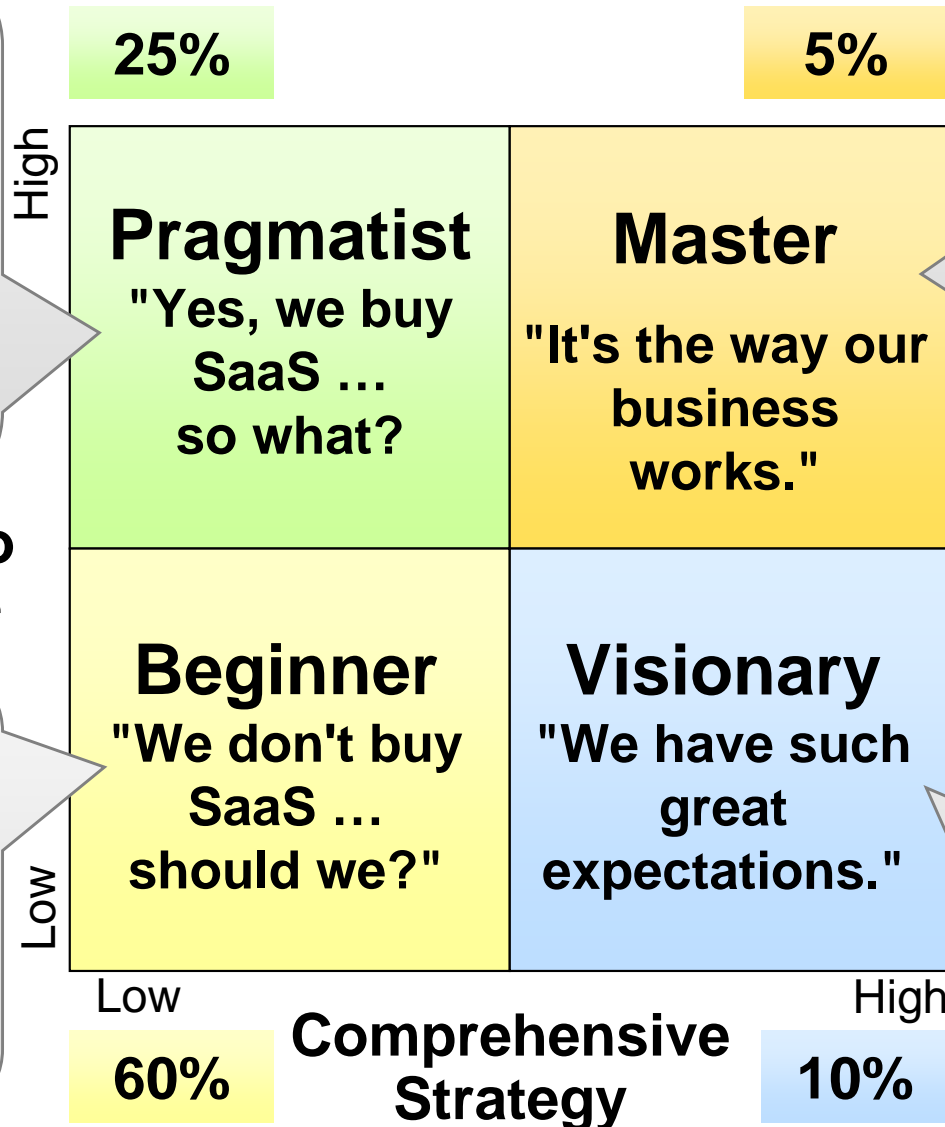 25%
5%
High
Pragmatist
"Yes, we buy
SaaS …
so what?
Master
"It's the way our
business
works."
Beginner
"We don't buy
SaaS …
should we?"
Visionary
"We have such
great
expectations."
Low
Low
High
Comprehensive
Strategy
60%
10%